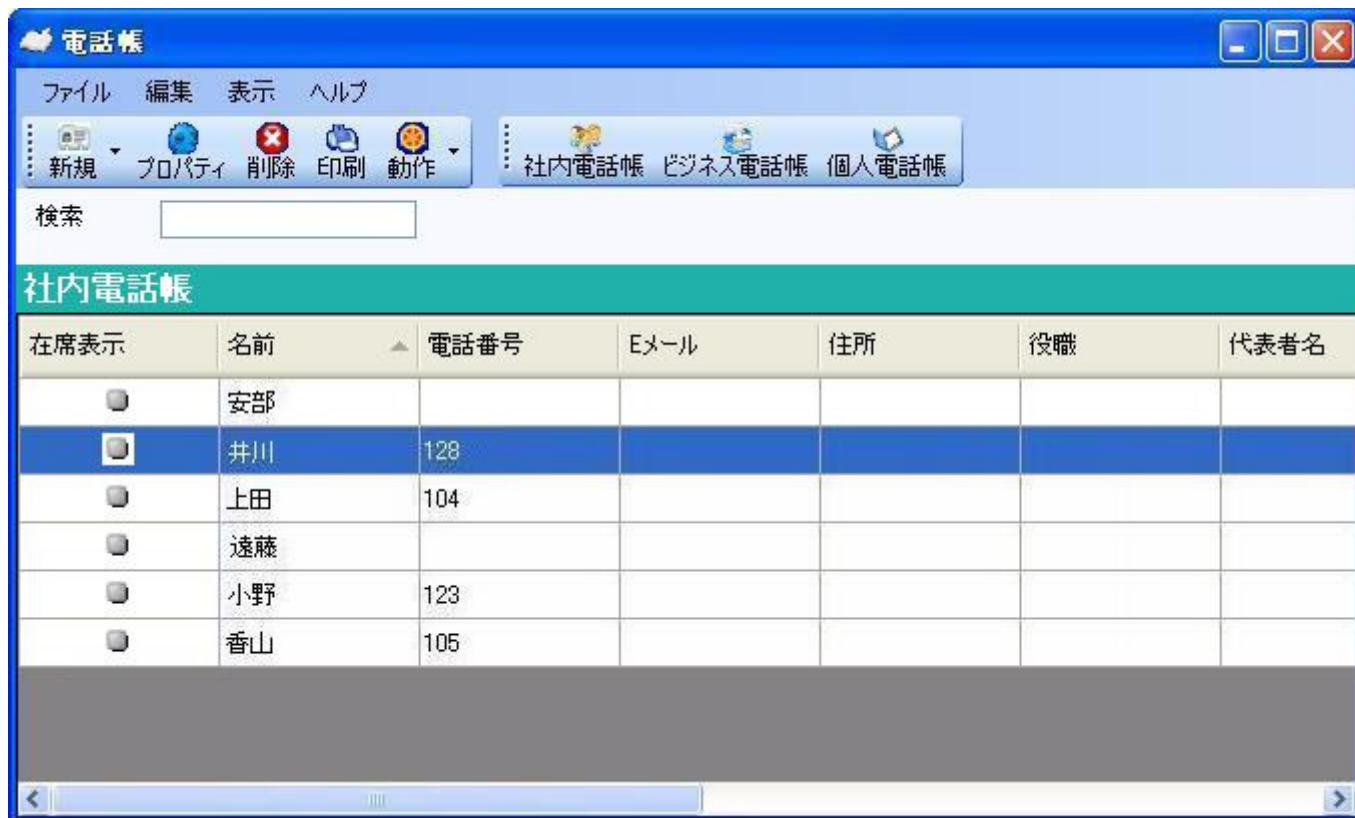 電話帳
ファイル 編集 表示 ヘルプ
新規 プロパティ 削除 印刷 動作 社内電話帳 ビジネス電話帳 個人電話帳
検索
社内電話帳
在席表示 名前 電話番号 Eメール 住所 役職 代表者名
安部
井川 128
上田 104
遠藤
小野 123
香山 105